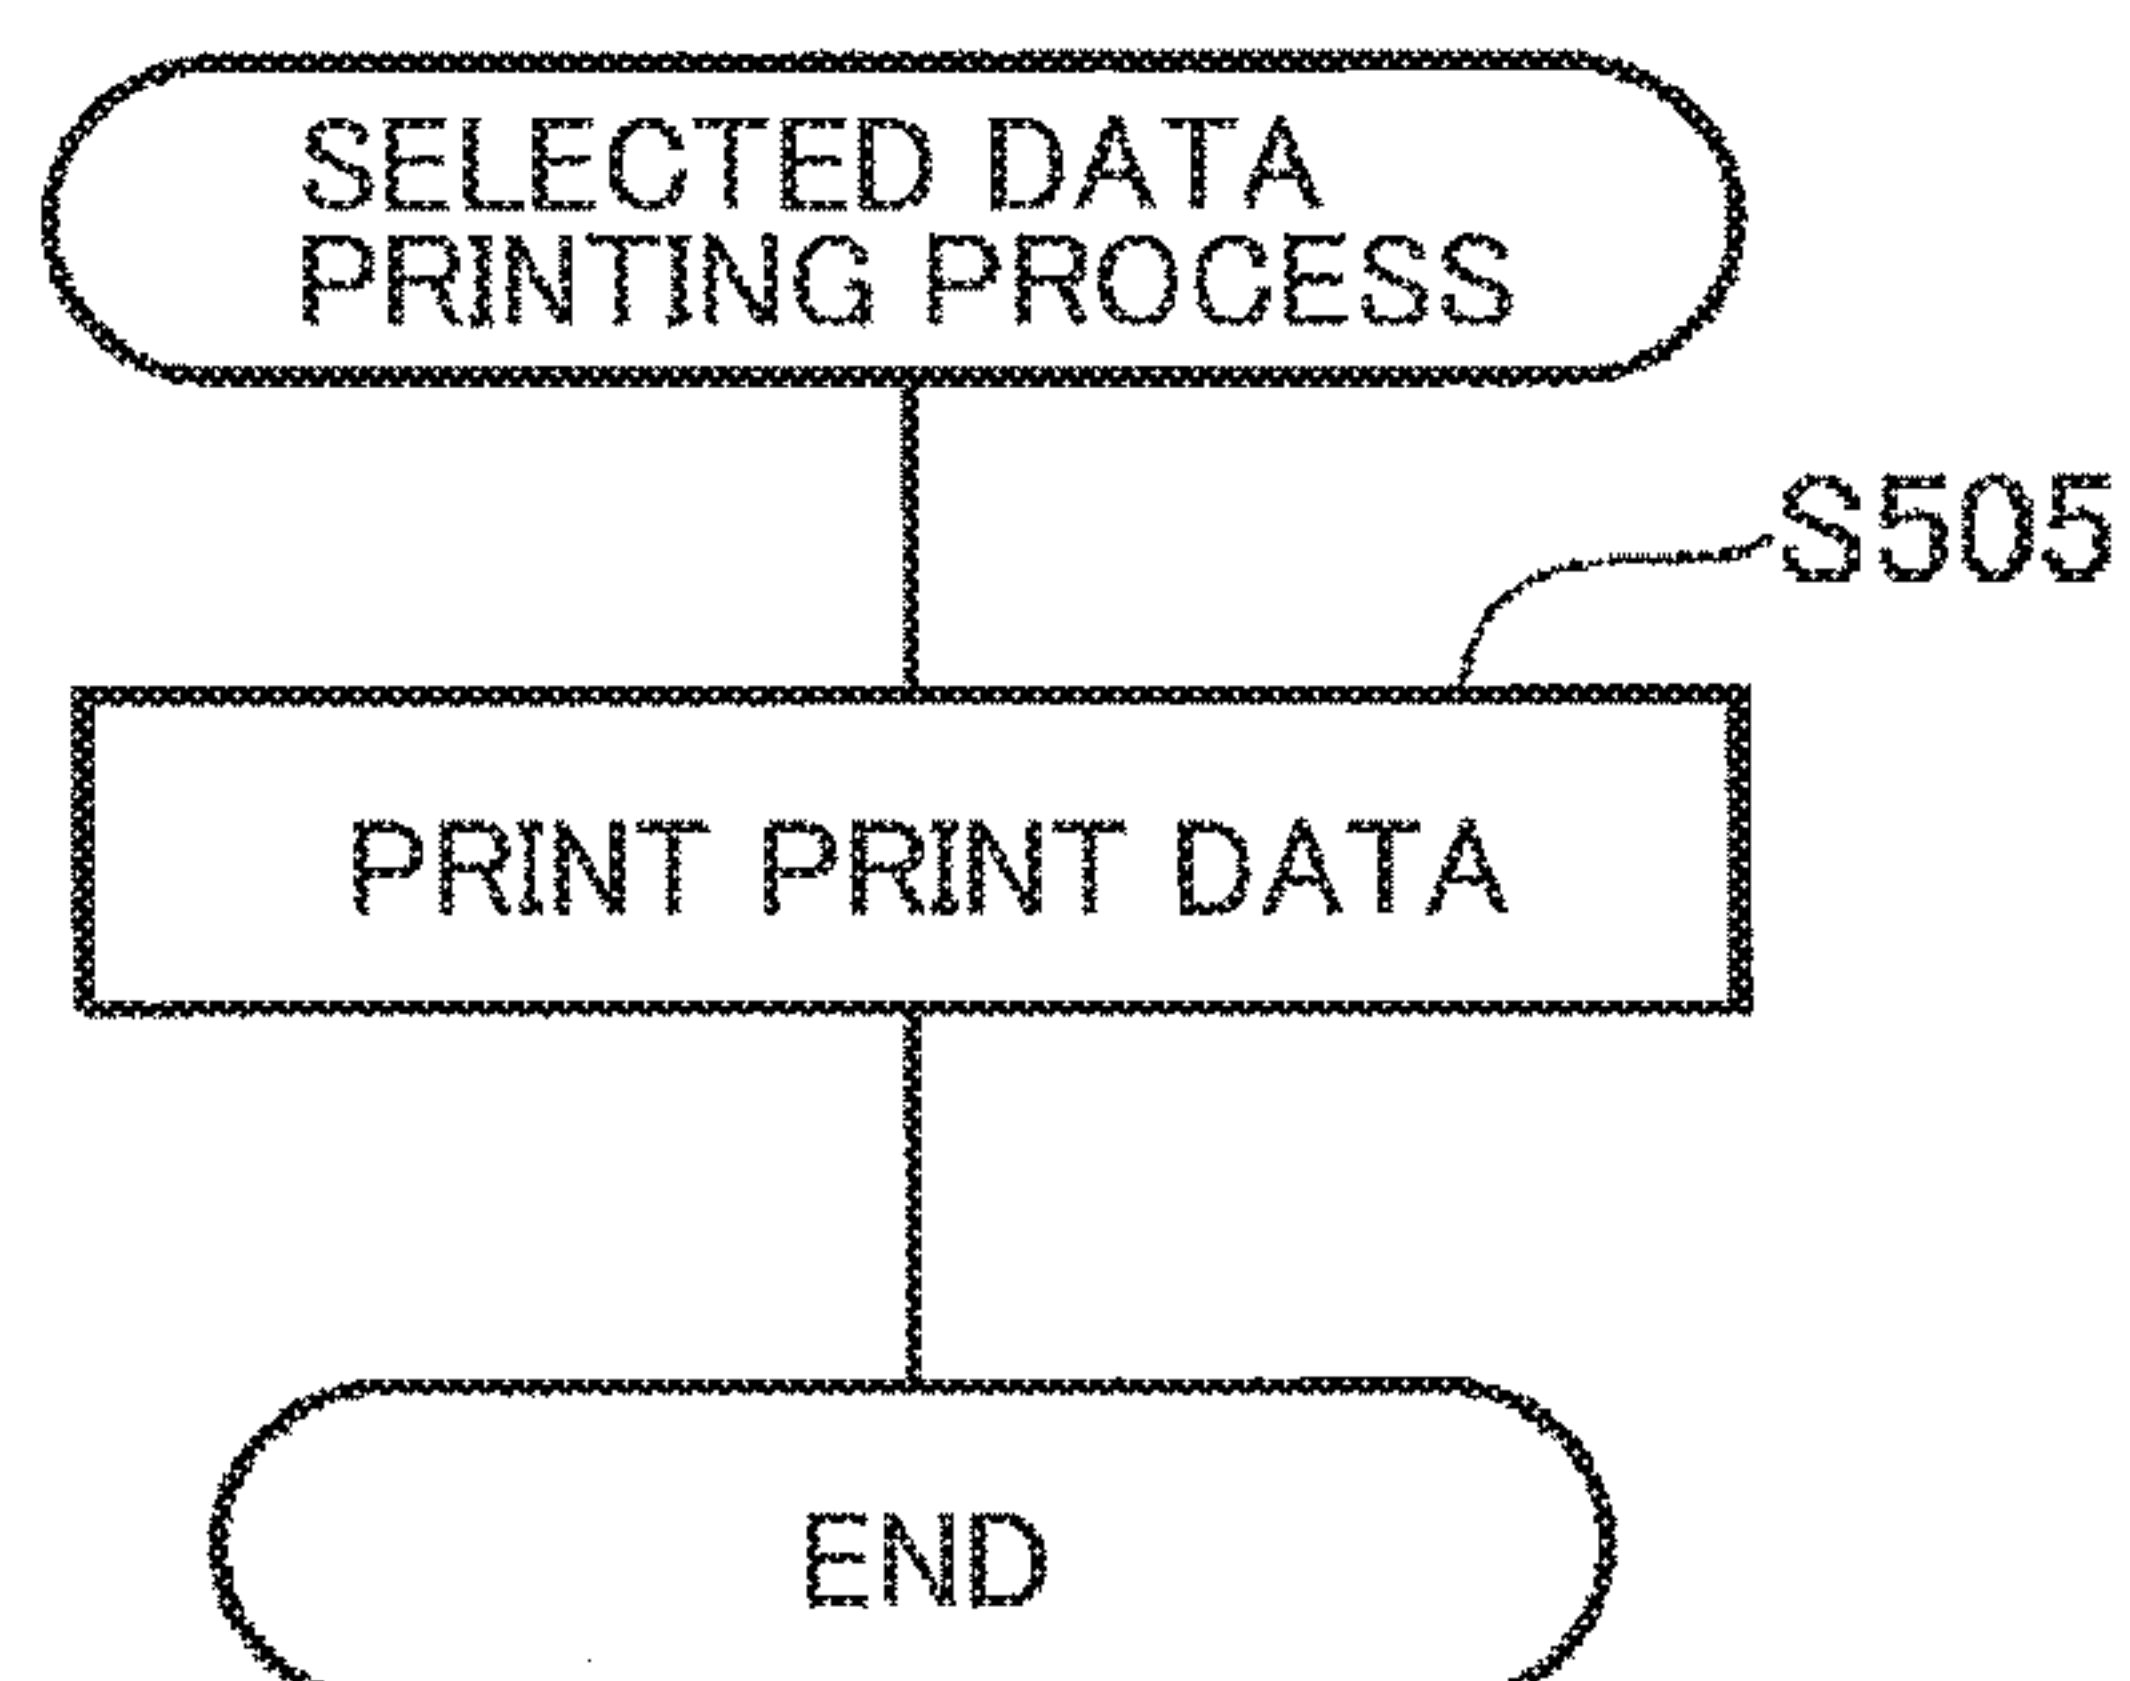 SELECTED DATA
PRINTING PROCESS
S505
PRINT PRINT DATA
END